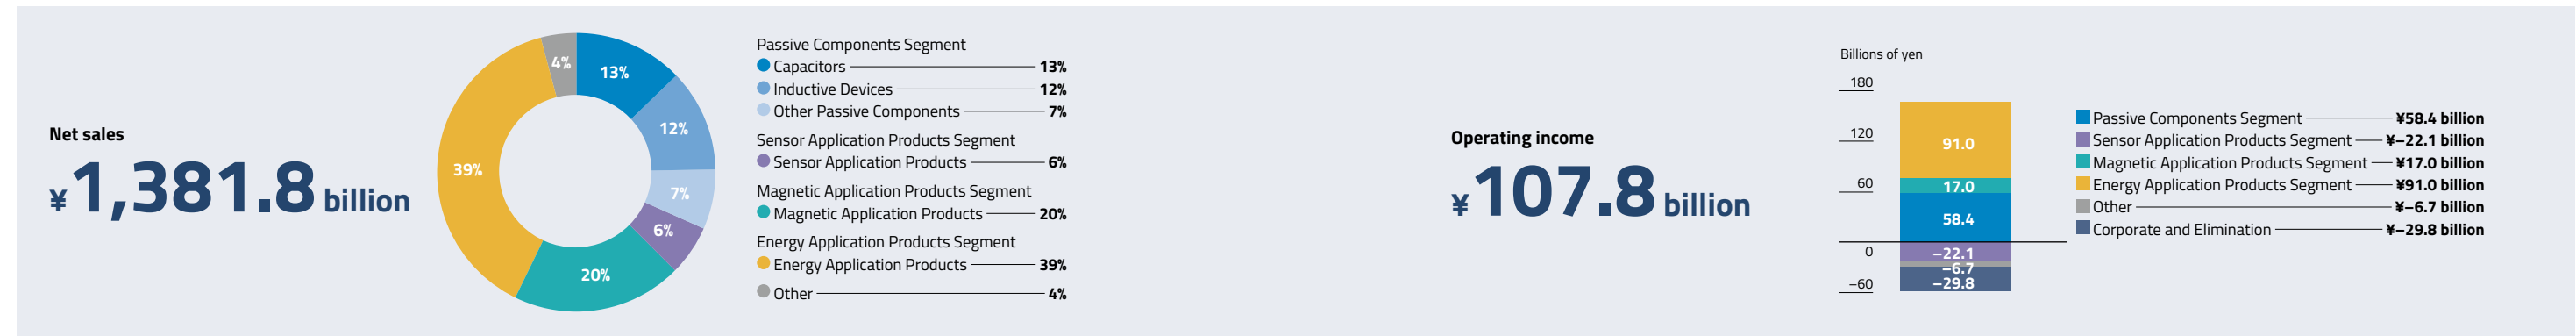 Net sales
¥1,381.8 billion
4%
13%
12%
7%
6%
20%
39%
Passive Components Segment
Capacitors 13%
Inductive Devices 12%
Other Passive Components 7%
Sensor Application Products Segment
Sensor Application Products 6%
Magnetic Application Products Segment
Magnetic Application Products 20%
Energy Application Products Segment
Energy Application Products 39%
Other 4%
Operating income
¥107.8 billion
Billions of yen
180
120
60
0
–60
91.0
17.0
58.4
–22.1
–6.7
–29.8
Passive Components Segment ¥58.4 billion
Sensor Application Products Segment ¥–22.1 billion
Magnetic Application Products Segment ¥17.0 billion
Energy Application Products Segment ¥91.0 billion
Other ¥–6.7 billion
Corporate and Elimination ¥–29.8 billion